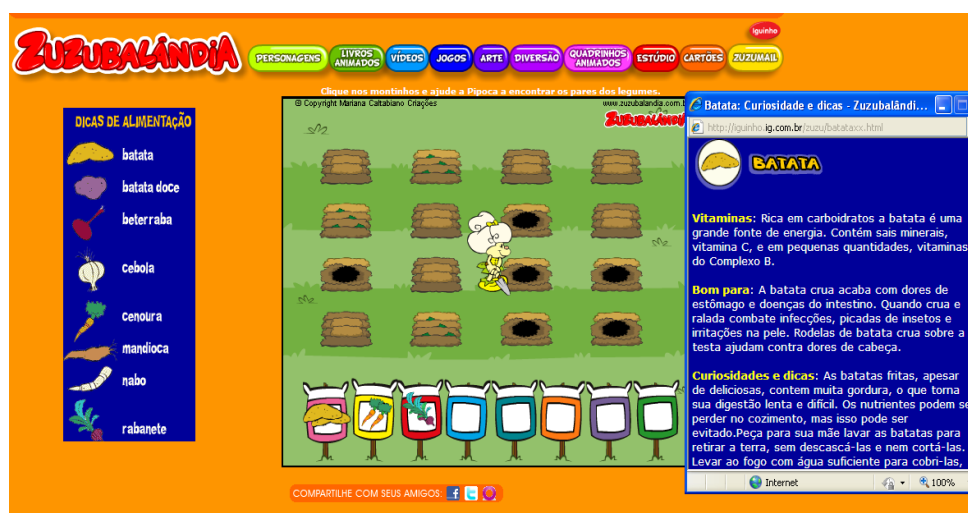 iguinho
ZUZUBALÂNDIA
PERSONAGENS
LIVROS ANIMADOS
VÍDEOS
JOGOS
ARTE
DIVERSÃO
QUADRINHOS ANIMADOS
ESTÚDIO
CARTÕES
ZUZUMAIL
Clique nos montinhos e ajude a Pipoca a encontrar os pares dos legumes.
® Copyright Mariana Caltabiano Criações
www.zuzubalandia.com.b
DICAS DE ALIMENTAÇÃO
batata
batata doce
beterraba
cebola
cenoura
mandioca
nabo
rabanete
COMPARTILHE COM SEUS AMIGOS:
Batata: Curiosidade e dicas - Zuzubalândi...
http://iguinho.ig.com.br/zuzu/batataxx.html
BATATA
Vitaminas: Rica em carboidratos a batata é uma
grande fonte de energia. Contém sais minerais,
vitamina C, e em pequenas quantidades, vitaminas
do Complexo B.
Bom para: A batata crua acaba com dores de
estômago e doenças do intestino. Quando crua e
ralada combate infecções, picadas de insetos e
irritações na pele. Rodelas de batata crua sobre a
testa ajudam contra dores de cabeça.
Curiosidades e dicas: As batatas fritas, apesar
de deliciosas, contem muita gordura, o que torna
sua digestão lenta e difícil. Os nutrientes podem se
perder no cozimento, mas isso pode ser
evitado.Peça para sua mãe lavar as batatas para
retirar a terra, sem descascá-las e nem cortá-las.
Levar ao fogo com água suficiente para cobri-las,
Internet
100%